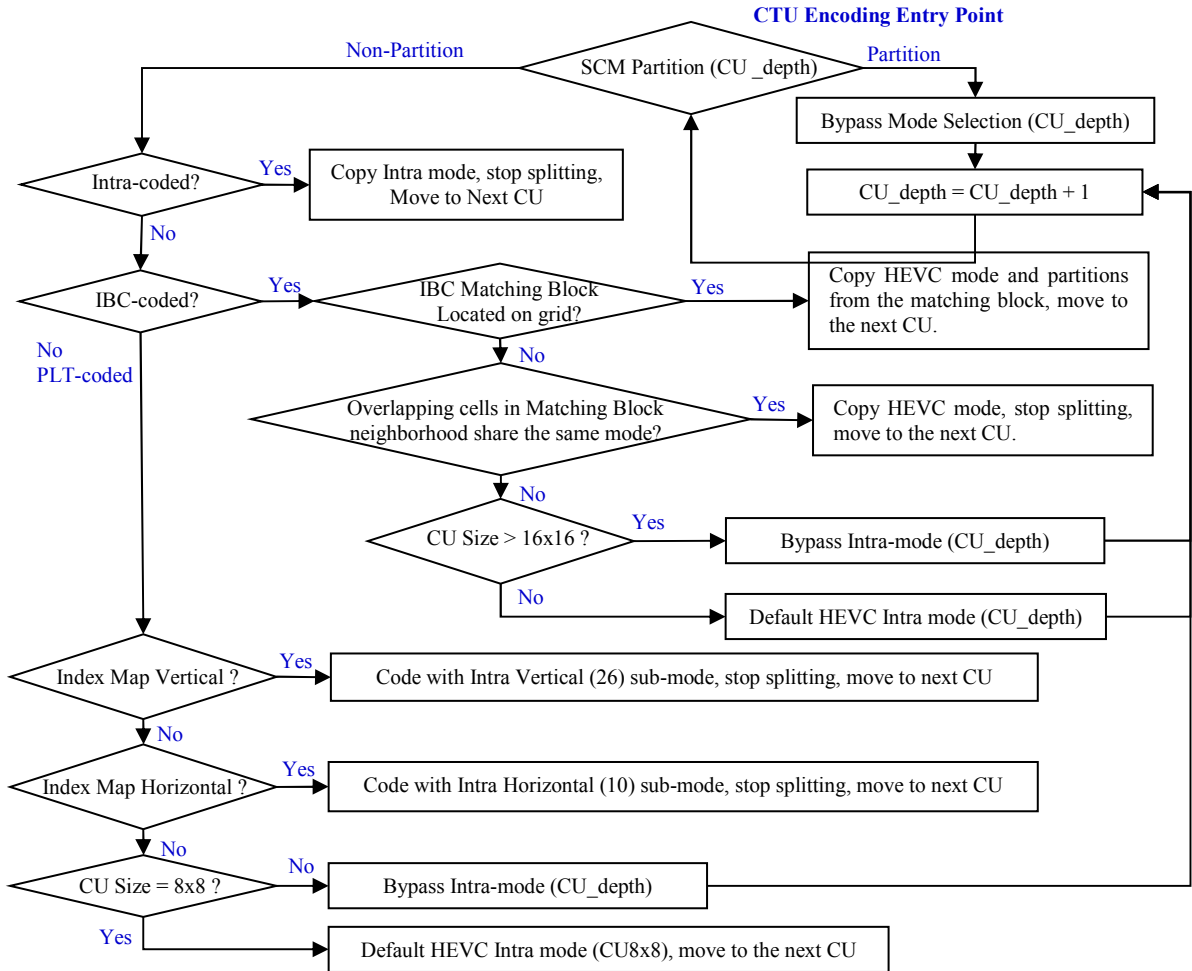 CTU Encoding Entry Point
Non-Partition
SCM Partition (CU _depth)
Partition
Bypass Mode Selection (CU_depth)
Intra-coded?
Yes
Copy Intra mode, stop splitting,
Move to Next CU
CU_depth = CU_depth + 1
No
IBC-coded?
Yes
IBC Matching Block
Located on grid?
Yes
Copy HEVC mode and partitions
from the matching block, move to
the next CU.
No
PLT-coded
No
Overlapping cells in Matching Block
neighborhood share the same mode?
Yes
Copy HEVC mode, stop splitting,
move to the next CU.
No
CU Size > 16x16 ?
Yes
Bypass Intra-mode (CU_depth)
No
Default HEVC Intra mode (CU_depth)
Index Map Vertical ?
Yes
Code with Intra Vertical (26) sub-mode, stop splitting, move to next CU
No
Index Map Horizontal ?
Yes
Code with Intra Horizontal (10) sub-mode, stop splitting, move to next CU
No
CU Size = 8x8 ?
No
Bypass Intra-mode (CU_depth)
Yes
Default HEVC Intra mode (CU8x8), move to the next CU